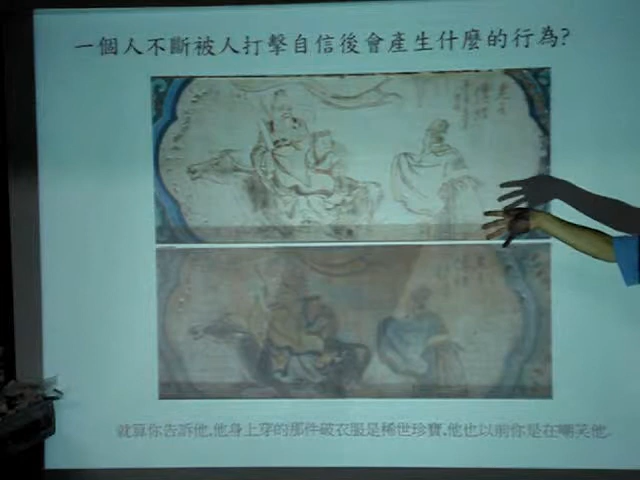 一個人不斷被人打擊自信後會產生什麼的行為?
就算你告訴他,他身上穿的那件破衣服是稀世珍寶,他也以前你是在嘲笑他.